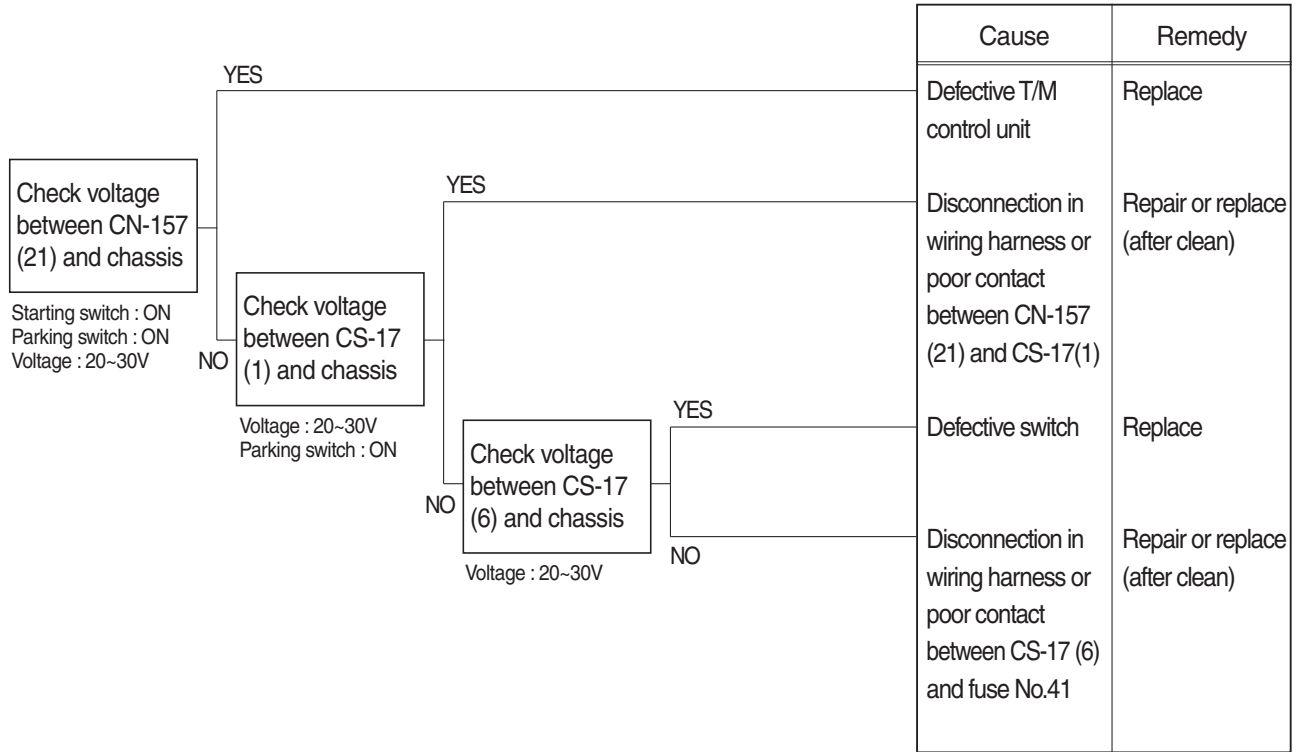 Cause
Remedy
YES
Defective T/M
control unit
Replace
Check voltage
between CN-157
(21) and chassis
Starting switch : ON
Parking switch : ON
Voltage : 20~30V
NO
YES
Disconnection in
wiring harness or
poor contact
between CN-157
(21) and CS-17(1)
Repair or replace
(after clean)
Check voltage
between CS-17
(1) and chassis
Voltage : 20~30V
Parking switch : ON
NO
YES
Defective switch
Replace
Check voltage
between CS-17
(6) and chassis
Voltage : 20~30V
NO
Disconnection in
wiring harness or
poor contact
between CS-17 (6)
and fuse No.41
Repair or replace
(after clean)